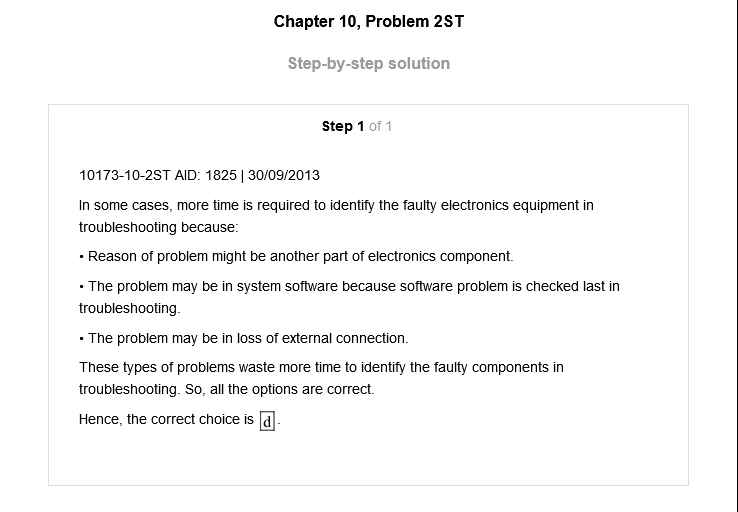 Chapter 10, Problem 2ST
Step-by-step solution
Step 1 of 1
10173-10-2ST AID: 1825 | 30/09/2013
In some cases, more time is required to identify the faulty electronics equipment in
troubleshooting because:
• Reason of problem might be another part of electronics component.
• The problem may be in system software because software problem is checked last in
troubleshooting.
• The problem may be in loss of external connection.
These types of problems waste more time to identify the faulty components in
troubleshooting. So, all the options are correct.
Hence, the correct choice is d.